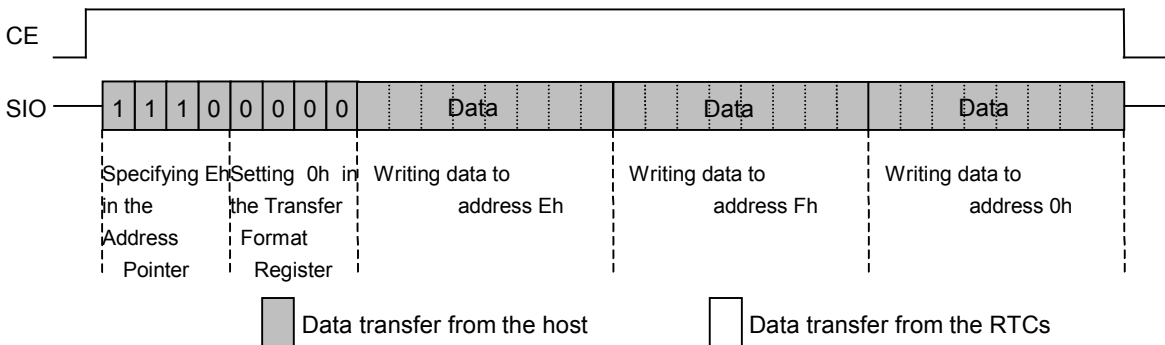 CE
SIO 1 1 1 0 0 0 0 0 Data Data Data
Specifying Eh Setting 0h in Writing data to Writing data to Writing data to
in the the Transfer address Eh address Fh address 0h
Address Format
Pointer Register
Data transfer from the host Data transfer from the RTCs